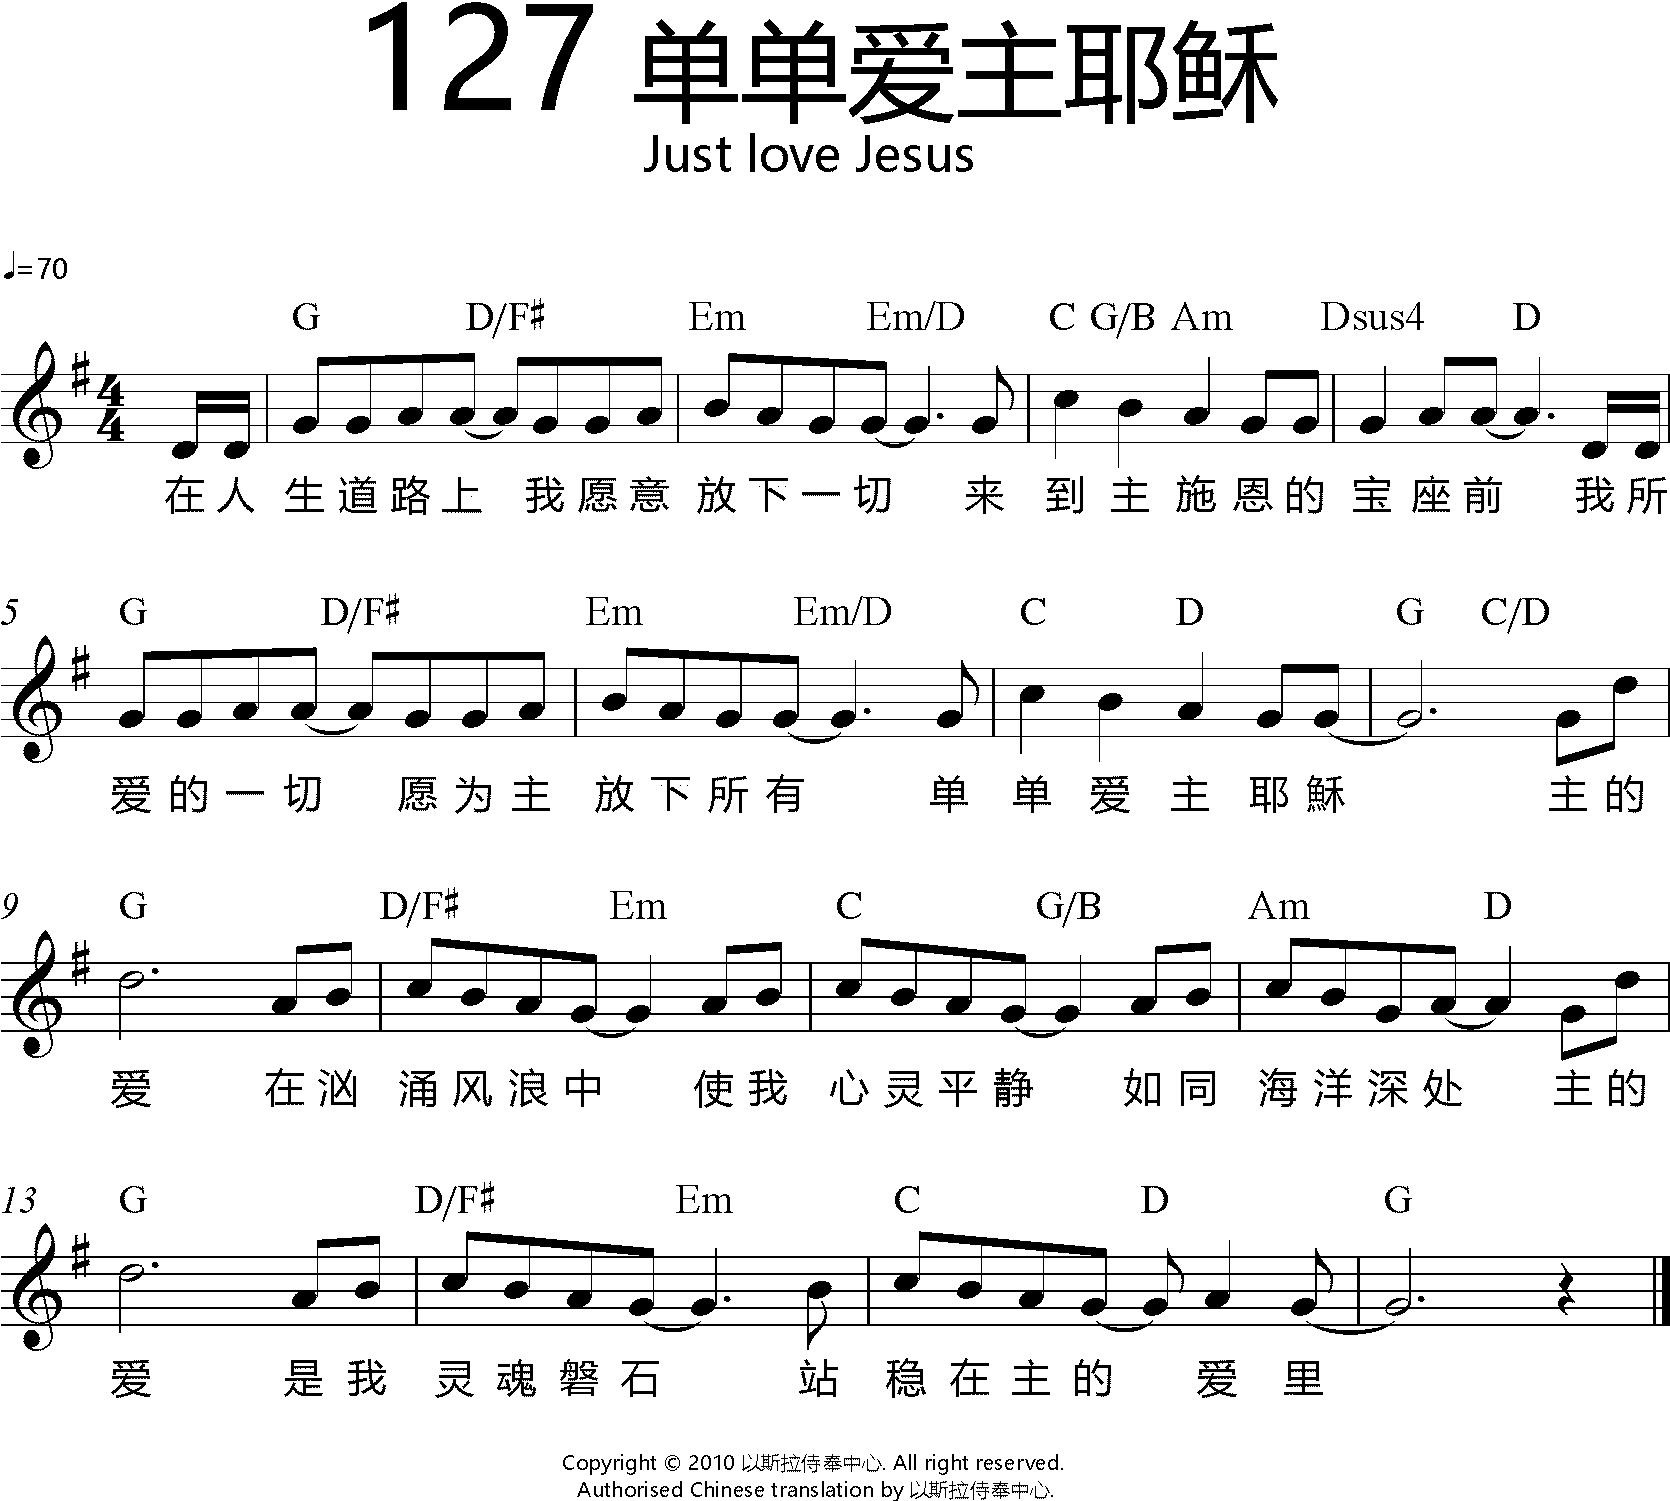 127 单单爱主耶稣
Just love Jesus
♩=70
G D/F♯ Em Em/D C G/B Am Dsus4 D
4
4
在人 生道路上 我愿意 放下一切 来 到主施恩的 宝座前 我所
5 G D/F♯ Em Em/D C D G C/D
爱的一切 愿为主 放下所有 单 单爱主耶稣 主的
9 G D/F♯ Em C G/B Am D
爱 在汹 涌风浪中 使我 心灵平静 如同 海洋深处 主的
13 G D/F♯ Em C D G
爱 是我 灵魂磐石 站 稳在主的 爱里
Copyright © 2010 以斯拉侍奉中心. All right reserved.
Authorised Chinese translation by 以斯拉侍奉中心.